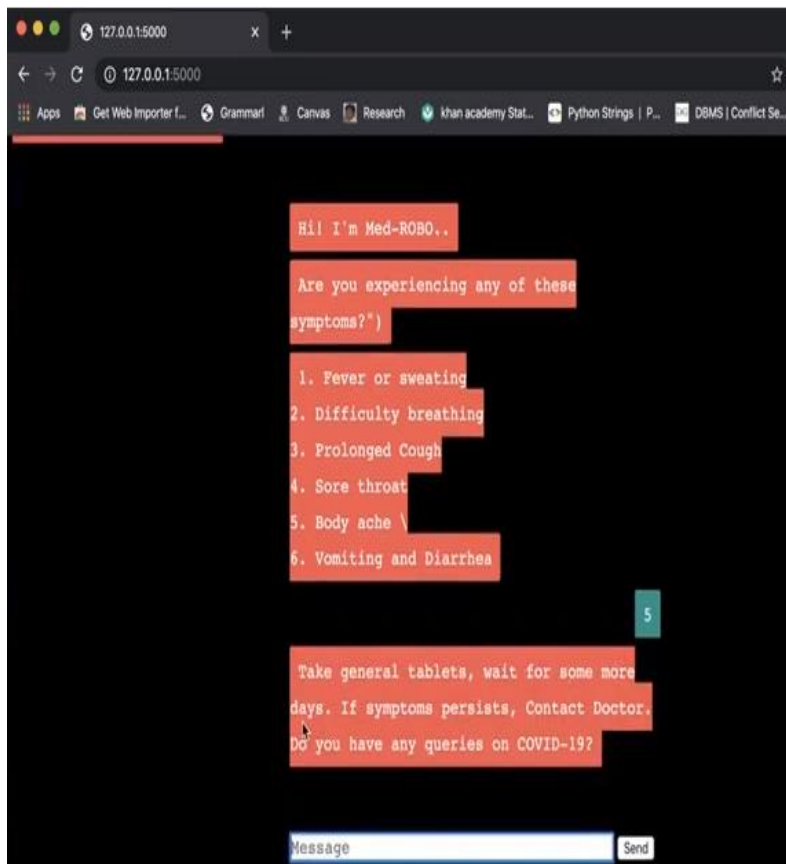 127.0.0.1:5000
127.0.0.1:5000
Apps Get Web Importer f... Grammarl Canvas Research khan academy Stat... Python Strings | P... DBMS | Conflict Se...
Hi! I'm Med-ROBO..
Are you experiencing any of these
symptoms?")
1. Fever or sweating
2. Difficulty breathing
3. Prolonged Cough
4. Sore throat
5. Body ache \
6. Vomiting and Diarrhea
5
Take general tablets, wait for some more
days. If symptoms persists, Contact Doctor.
Do you have any queries on COVID-19?
Message Send